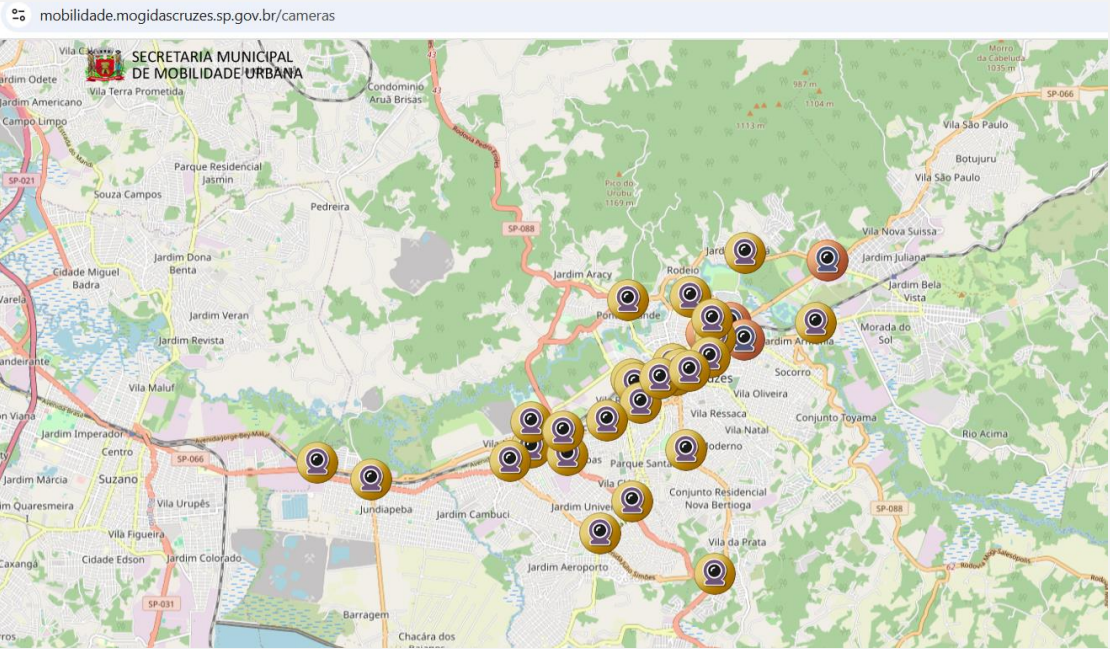 mobilidade.mogidascruzes.sp.gov.br/cameras
SECRETARIA MUNICIPAL
DE MOBILIDADE URBANA
Vila Terra Prometida
Jardim Americano
Campo Limpo
Condominio
Aruã Brisas
Morro
da Cabeluda
1035 m
987 m
1104 m
1113 m
SP-066
Vila São Paulo
Botujuru
Vila São Paulo
Parque Residencial
Jasmin
SP-021
Souza Campos
Pedreira
Pico do
Urubu
1169 m
SP-088
Vila Nova Suissa
Jardim Dona
Benta
Jardim Juliana
Cidade Miguel
Badra
Jardim Aracy
Rodeio
Jardim Bela
Vista
Jardim Veran
Morada do
Sol
Jardim Revista
Socorro
Vila Maluf
Vila Oliveira
Vila Ressaca
Conjunto Toyama
Vila Natal
Rio Acima
Jardim Imperador
Centro
SP-066
Suzano
Jardim Márcia
Parque Santa
Conjunto Residencial
Nova Bertioga
Vila Urupês
Jundiapeba
Jardim Cambuci
SP-088
Vila Figueira
Vila da Prata
Cidade Edson
Jardim Colorado
Jardim Aeroporto
SP-031
Barragem
Chacára dos